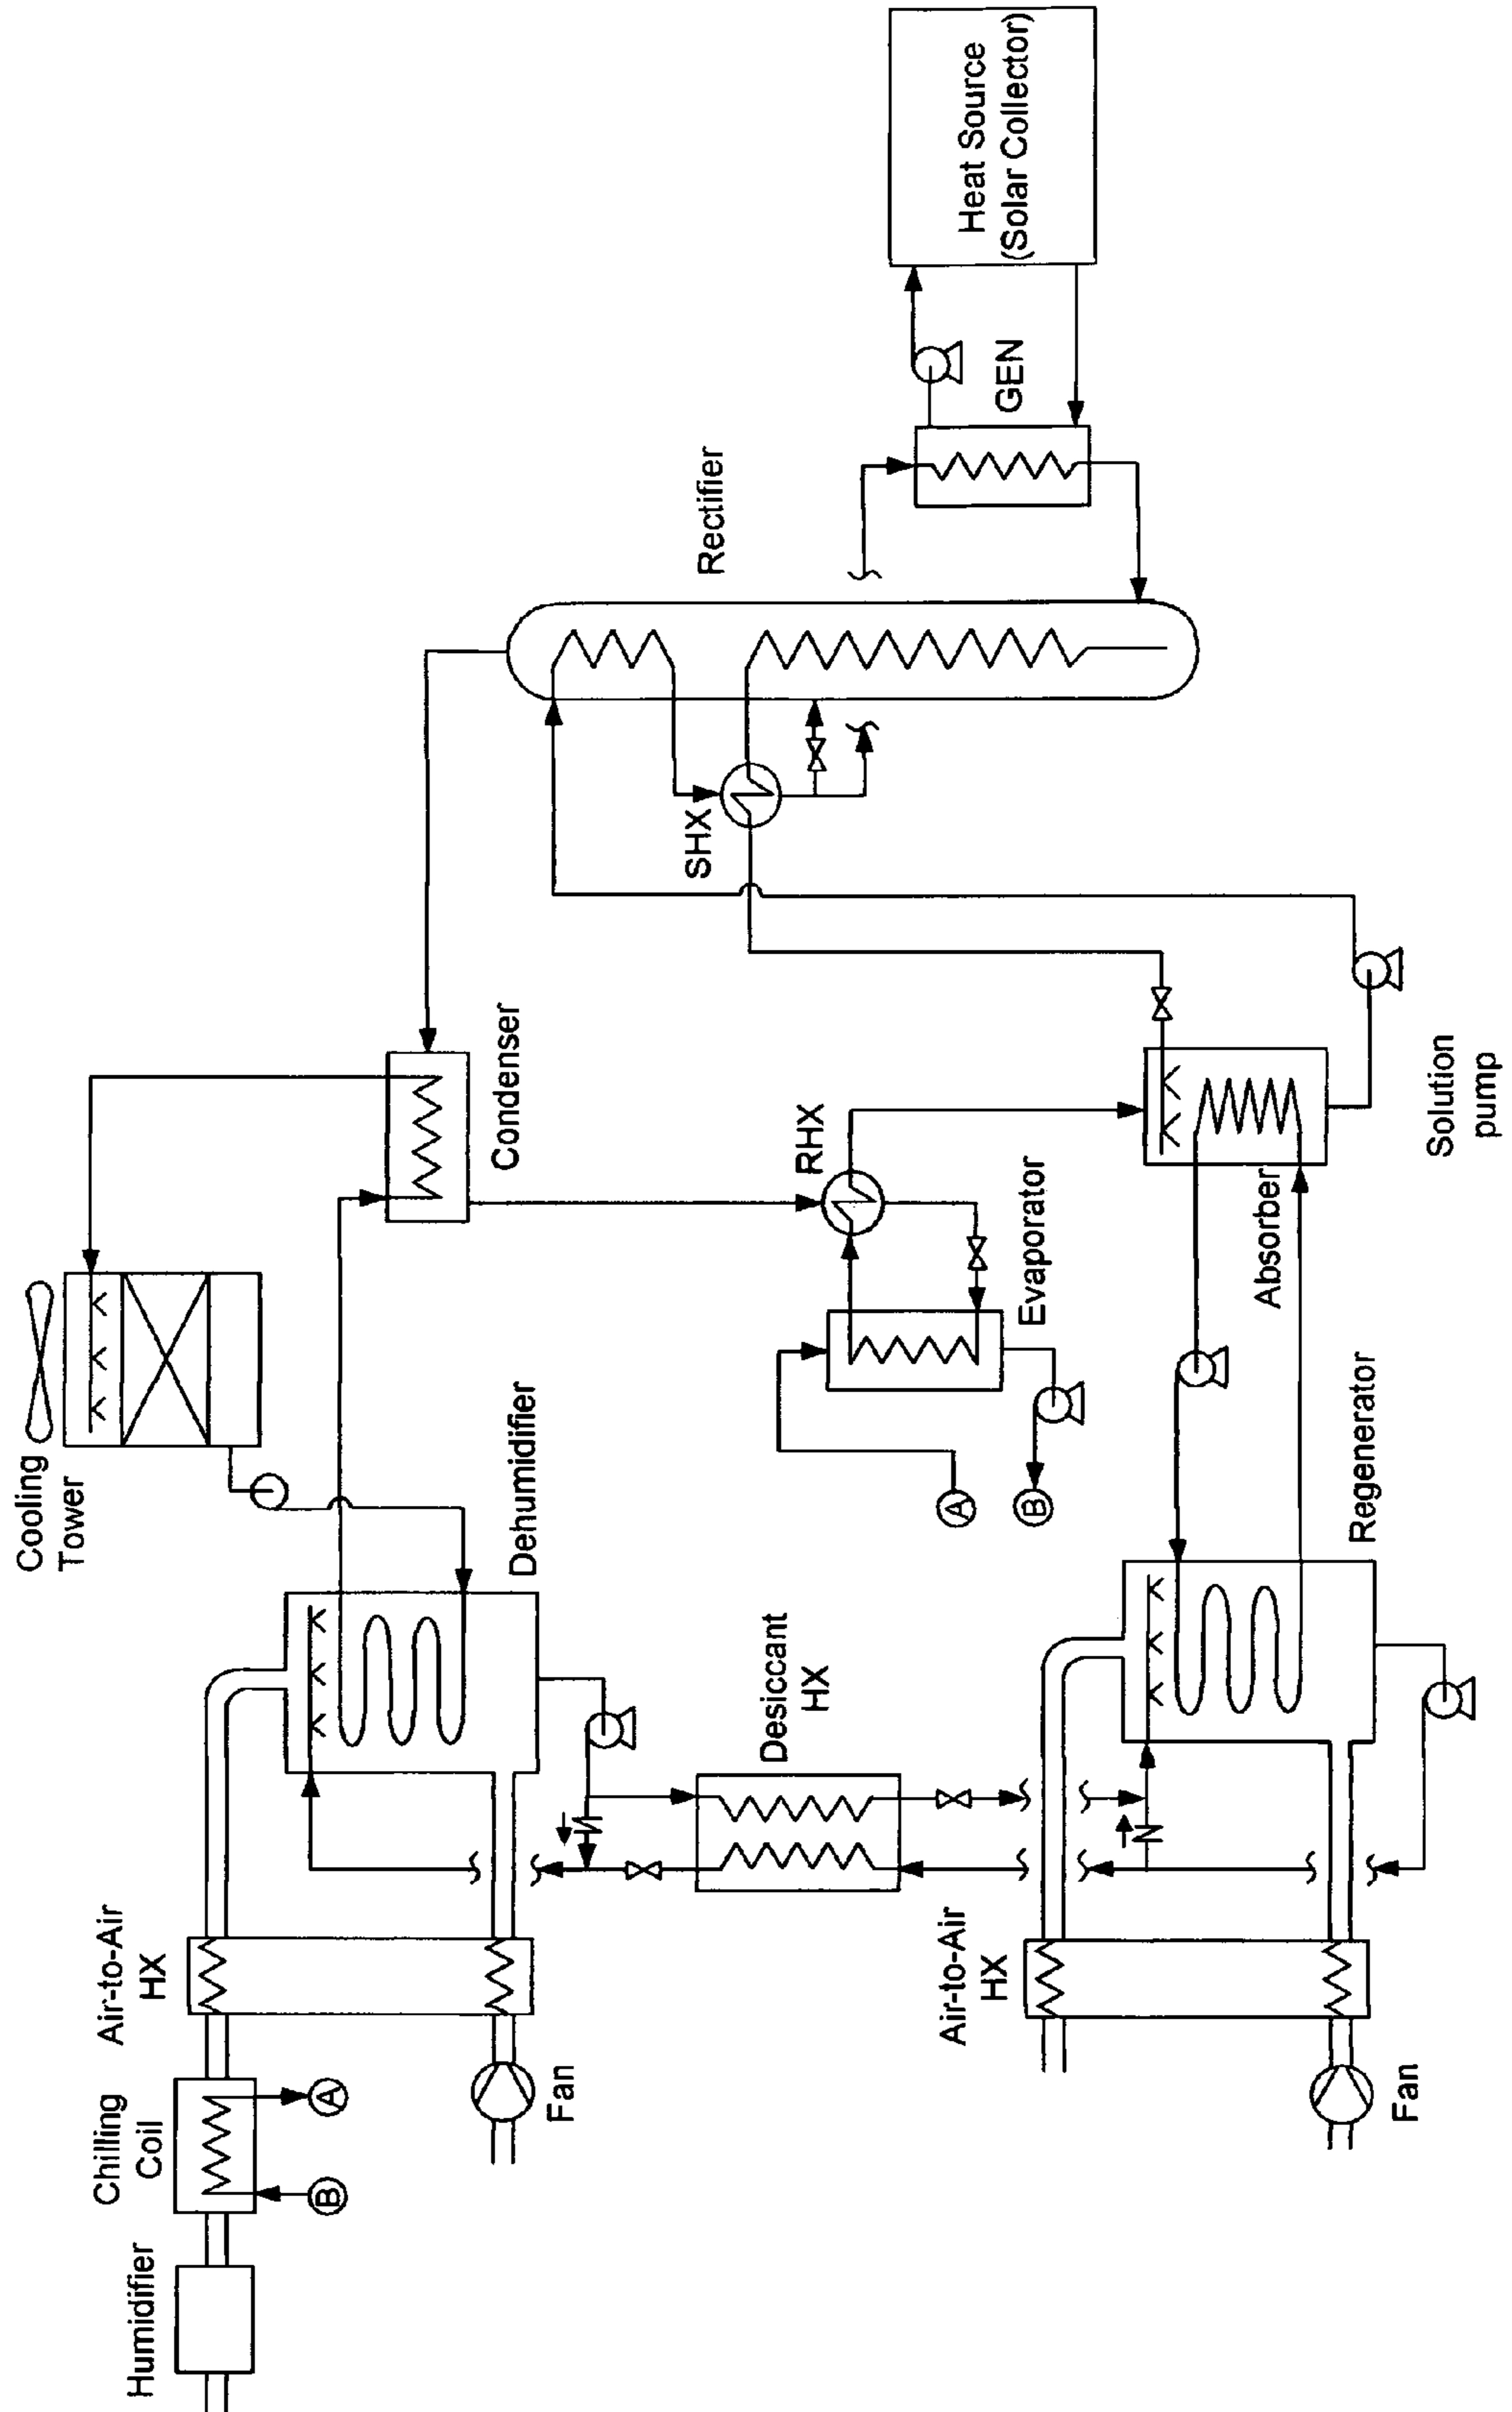 Cooling
Tower
Heat Source
(Solar Collector)
GEN
Rectifier
SHX
Condenser
RHX
Evaporator
Absorber
Solution
pump
Dehumidifier
A
B
Regenerator
Desiccant
HX
Air-to-Air
HX
Air-to-Air
HX
Chilling
Coil
A
B
Fan
Fan
Humidifier